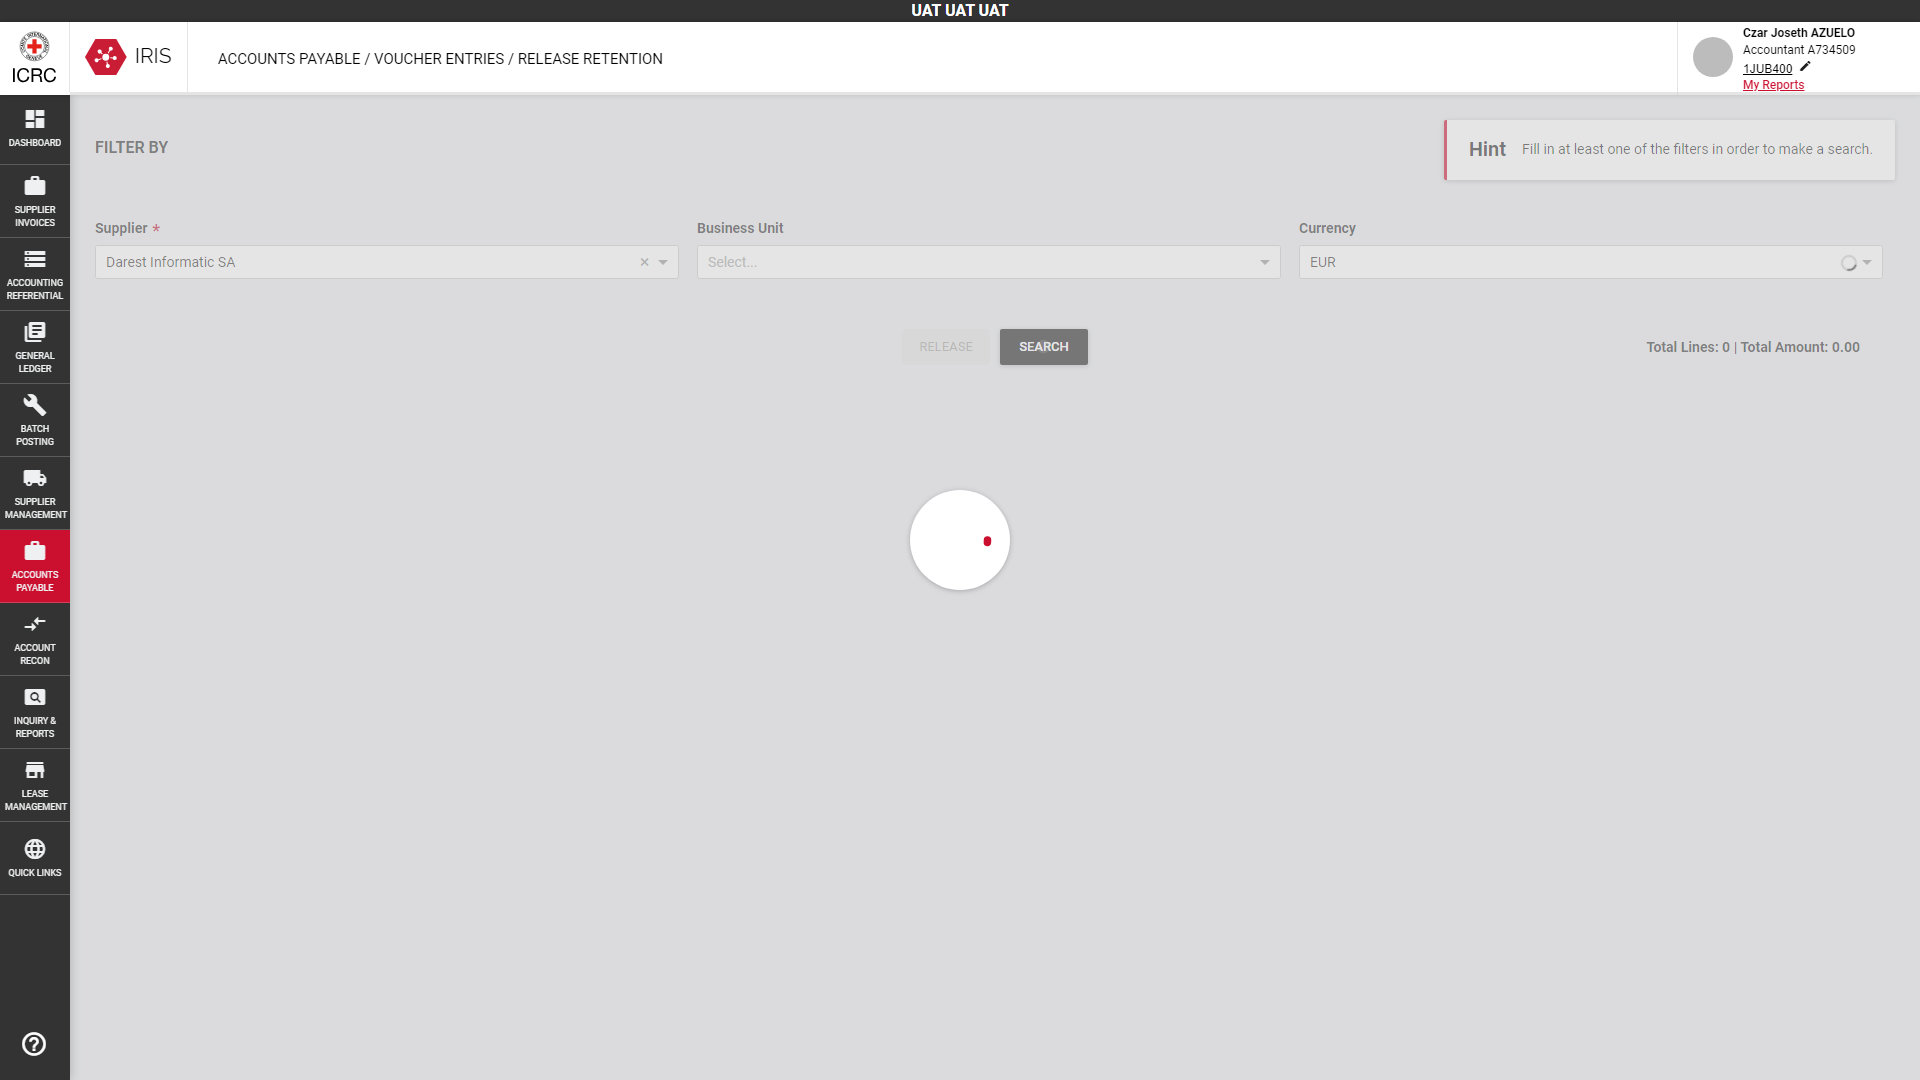 UAT UAT UAT
ICRC
IRIS
ACCOUNTS PAYABLE / VOUCHER ENTRIES / RELEASE RETENTION
Czar Joseth AZUELO
Accountant A734509
1JUB400
My Reports
DASHBOARD
SUPPLIER
INVOICES
ACCOUNTING
REFERENTIAL
GENERAL
LEDGER
BATCH
POSTING
SUPPLIER
MANAGEMENT
ACCOUNTS
PAYABLE
ACCOUNT
RECON
INQUIRY &
REPORTS
LEASE
MANAGEMENT
QUICK LINKS
FILTER BY
Hint Fill in at least one of the filters in order to make a search.
Supplier *
Darest Informatic SA
Business Unit
Select...
Currency
EUR
RELEASE
SEARCH
Total Lines: 0 | Total Amount: 0.00